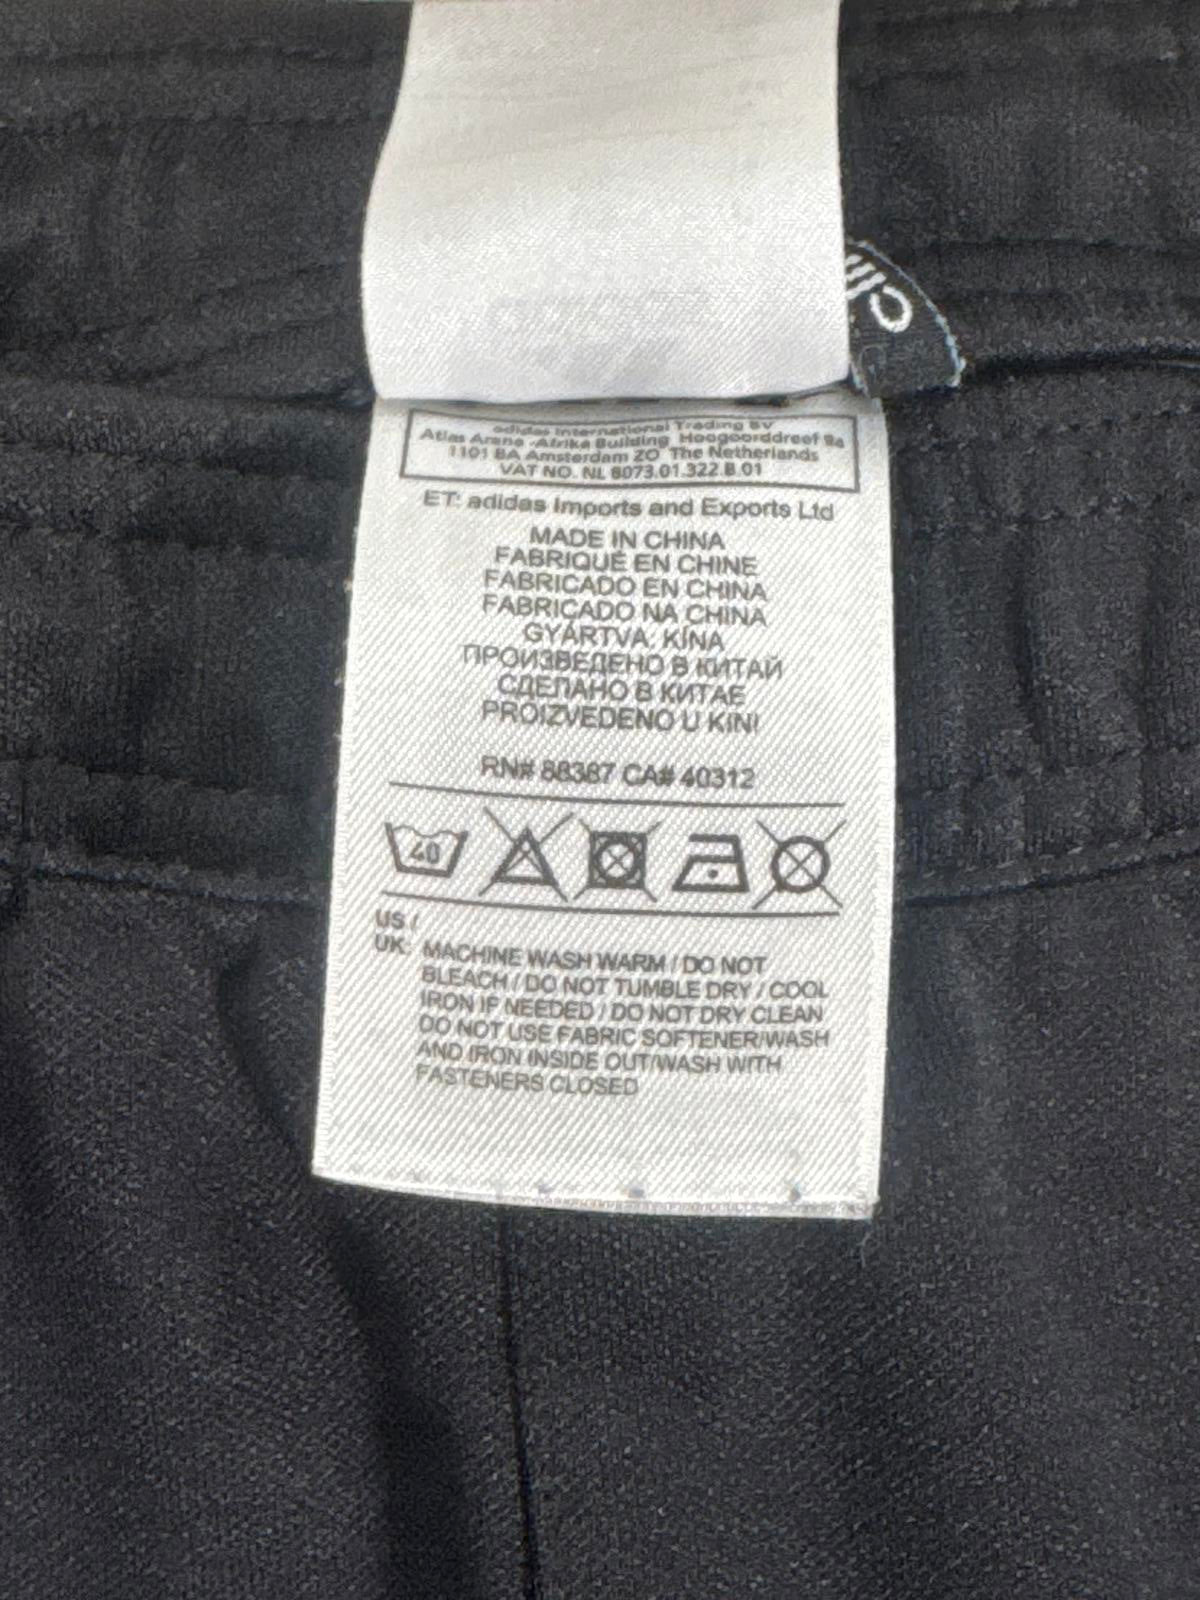 adidas International Trading BV
Atlas Arena -Afrika Building Hoogoorddreef 9a
1101 BA Amsterdam ZO The Netherlands
VAT NO. NL 8073.01.322.B.01
ET: adidas Imports and Exports Ltd
MADE IN CHINA
FABRIQUÉ EN CHINE
FABRICADO EN CHINA
FABRICADO NA CHINA
GYÁRTVA: KÍNA
ПРОИЗВЕДЕНО В КИТАЙ
СДЕЛАНО В КИТАЕ
PROIZVEDENO U KINI
RN# 88387 CA# 40312
40
US /
UK: MACHINE WASH WARM / DO NOT
BLEACH / DO NOT TUMBLE DRY / COOL
IRON IF NEEDED / DO NOT DRY CLEAN
DO NOT USE FABRIC SOFTENER/WASH
AND IRON INSIDE OUT/WASH WITH
FASTENERS CLOSED